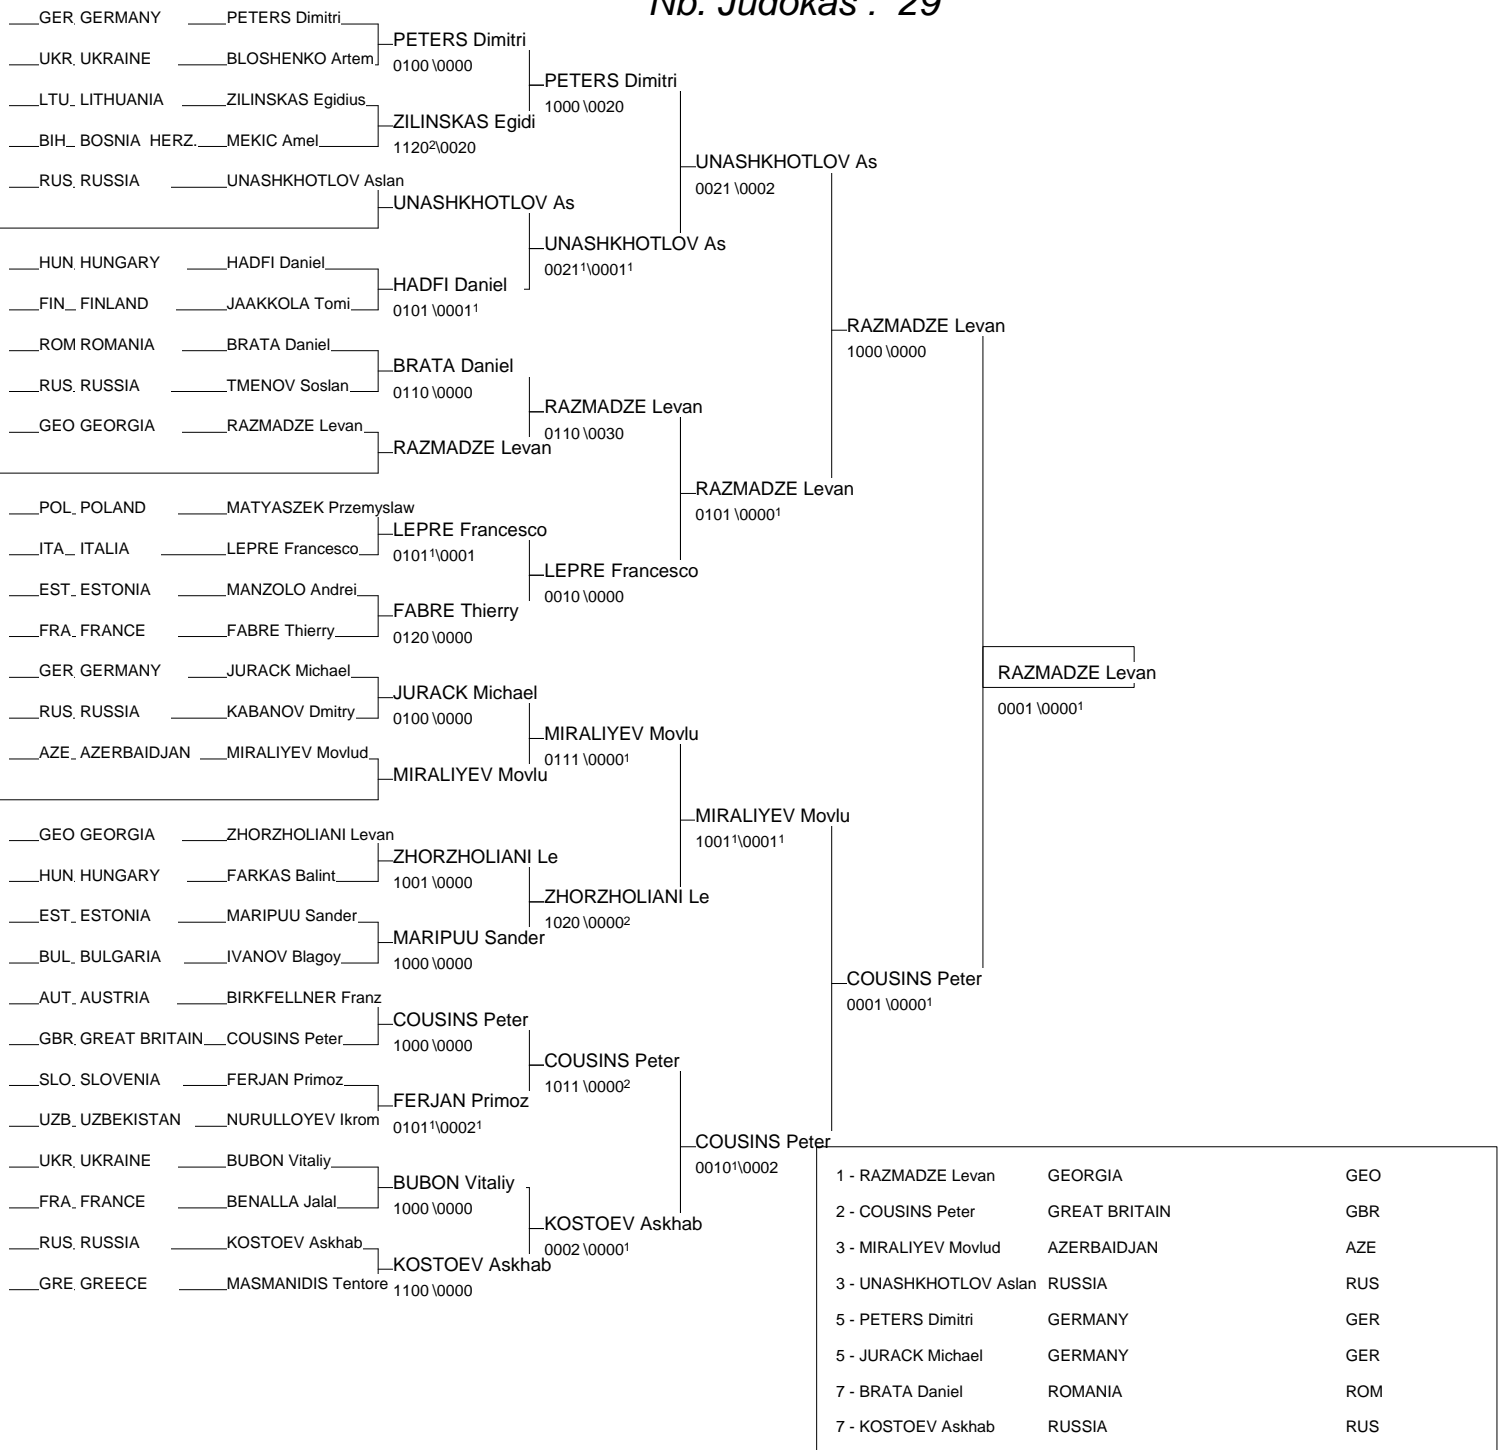 Nb. Judokas : 29
GER GERMANY PETERS Dimitri
UKR UKRAINE BLOSHENKO Artem
LTU LITHUANIA ZILINSKAS Egidius
BIH BOSNIA HERZ. MEKIC Amel
RUS RUSSIA UNASHKHOTLOV Aslan
HUN HUNGARY HADFI Daniel
FIN FINLAND JAAKKOLA Tomi
ROM ROMANIA BRATA Daniel
RUS RUSSIA TMENOV Soslan
GEO GEORGIA RAZMADZE Levan
POL POLAND MATYASZEK Przemyslaw
ITA ITALIA LEPRE Francesco
EST ESTONIA MANZOLO Andrei
FRA FRANCE FABRE Thierry
GER GERMANY JURACK Michael
RUS RUSSIA KABANOV Dmitry
AZE AZERBAIDJAN MIRALIYEV Movlud
GEO GEORGIA ZHORZHOLIANI Levan
HUN HUNGARY FARKAS Balint
EST ESTONIA MARIPUU Sander
BUL BULGARIA IVANOV Blagoy
AUT AUSTRIA BIRKFELLNER Franz
GBR GREAT BRITAIN COUSINS Peter
SLO SLOVENIA FERJAN Primoz
UZB UZBEKISTAN NURULLOYEV Ikrom
UKR UKRAINE BUBON Vitaliy
FRA FRANCE BENALLA Jalal
RUS RUSSIA KOSTOEV Askhab
GRE GREECE MASMANIDIS Tentore
PETERS Dimitri
0100 \0000
ZILINSKAS Egidi
1120²\0020
UNASHKHOTLOV As
HADFI Daniel
0101 \0001¹
BRATA Daniel
0110 \0000
RAZMADZE Levan
LEPRE Francesco
0101¹\0001
FABRE Thierry
0120 \0000
JURACK Michael
0100 \0000
MIRALIYEV Movlu
ZHORZHOLIANI Le
1001 \0000
MARIPUU Sander
1000 \0000
COUSINS Peter
1000 \0000
FERJAN Primoz
0101¹\0002¹
BUBON Vitaliy
1000 \0000
KOSTOEV Askhab
1100 \0000
PETERS Dimitri
1000 \0020
UNASHKHOTLOV As
0021¹\0001¹
RAZMADZE Levan
0110 \0030
LEPRE Francesco
0010 \0000
MIRALIYEV Movlu
0111 \0000¹
ZHORZHOLIANI Le
1020 \0000²
COUSINS Peter
1011 \0000²
KOSTOEV Askhab
0002 \0000¹
UNASHKHOTLOV As
0021 \0002
RAZMADZE Levan
0101 \0000¹
MIRALIYEV Movlu
1001¹\0001¹
COUSINS Peter
0010¹\0002
RAZMADZE Levan
1000 \0000
COUSINS Peter
0001 \0000¹
RAZMADZE Levan
0001 \0000¹
1 - RAZMADZE Levan GEORGIA GEO
2 - COUSINS Peter GREAT BRITAIN GBR
3 - MIRALIYEV Movlud AZERBAIDJAN AZE
3 - UNASHKHOTLOV Aslan RUSSIA RUS
5 - PETERS Dimitri GERMANY GER
5 - JURACK Michael GERMANY GER
7 - BRATA Daniel ROMANIA ROM
7 - KOSTOEV Askhab RUSSIA RUS